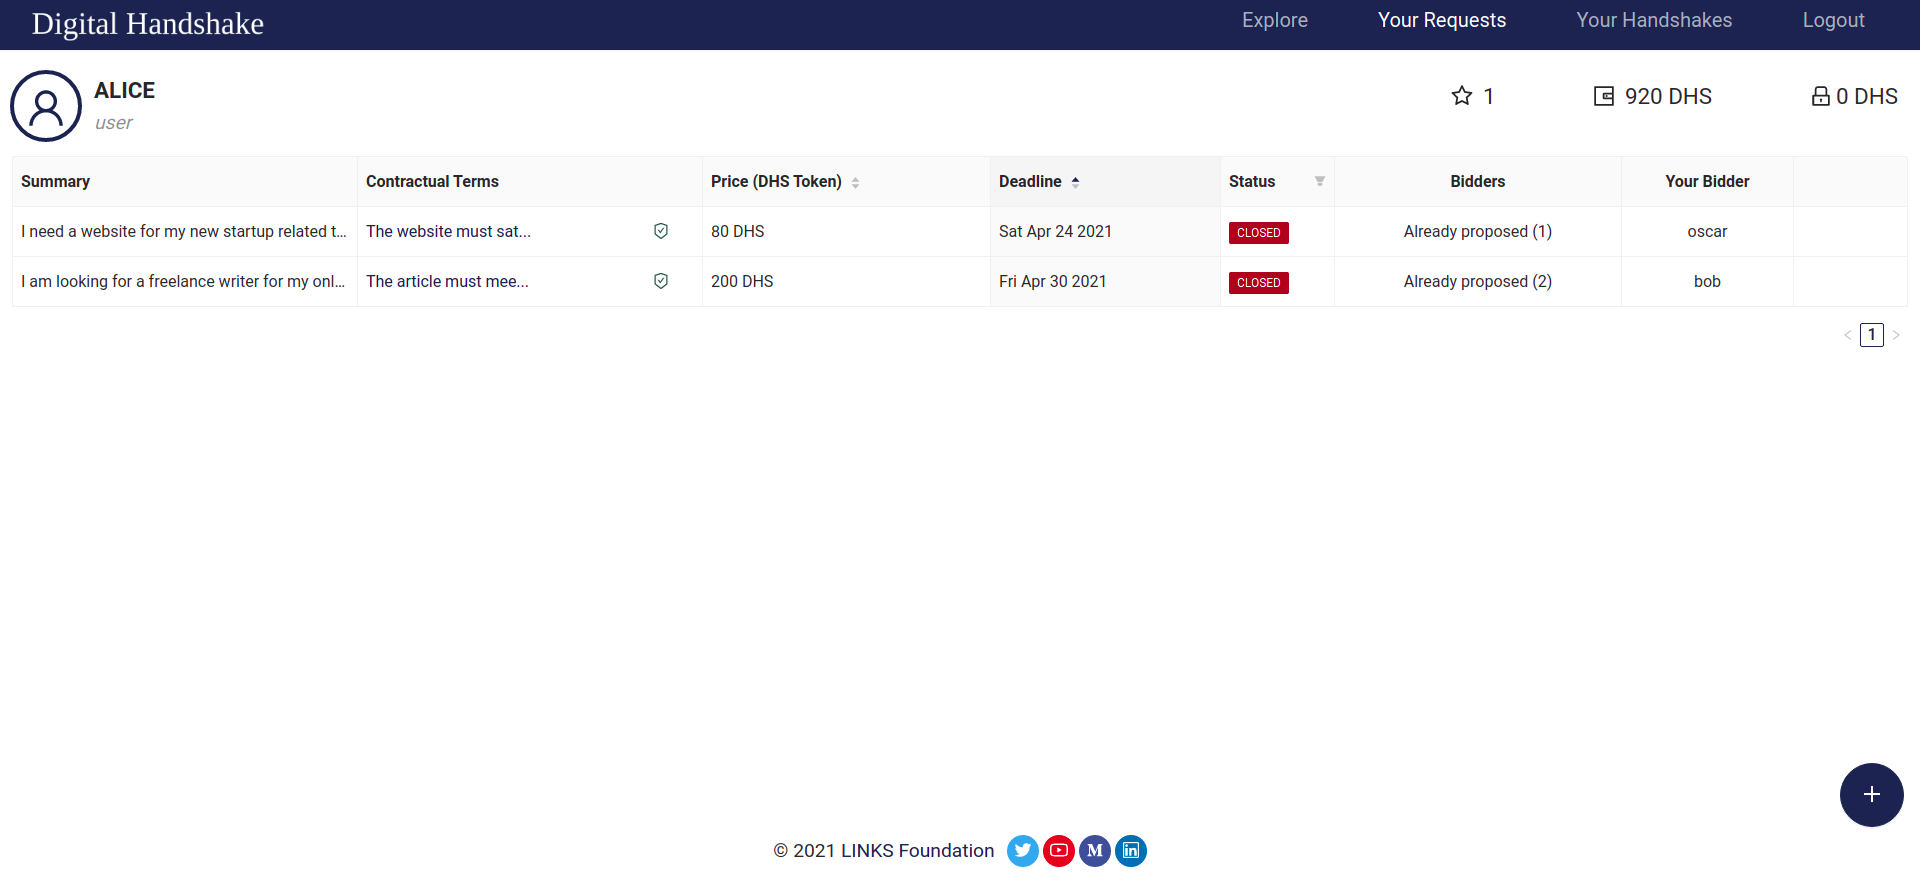 Digital Handshake Explore Your Requests Your Handshakes Logout
ALICE 1 920 DHS 0 DHS
user
Summary Contractual Terms Price (DHS Token) Deadline Status Bidders Your Bidder
I need a website for my new startup related t... The website must sat... 80 DHS Sat Apr 24 2021 CLOSED Already proposed (1) oscar
I am looking for a freelance writer for my onl... The article must mee... 200 DHS Fri Apr 30 2021 CLOSED Already proposed (2) bob
< 1 >
+
© 2021 LINKS Foundation M in